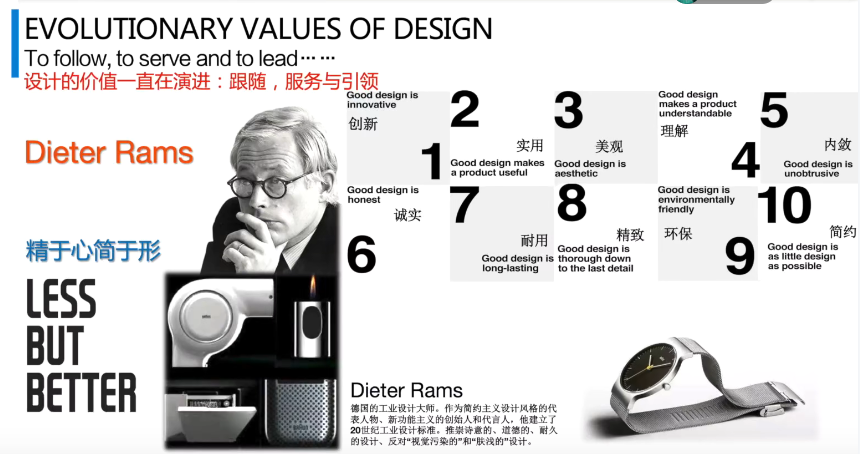 EVOLUTIONARY VALUES OF DESIGN
To follow, to serve and to lead… …
设计的价值一直在演进：跟随，服务与引领
Dieter Rams
精于心简于形
LESS
BUT
BETTER
Good design is
innovative
创新
1
2
实用
Good design makes
a product useful
3
美观
Good design is
aesthetic
Good design
makes a product
understandable
理解
4
5
内敛
Good design is
unobtrusive
Good design is
honest
诚实
6
7
耐用
Good design is
long-lasting
8
精致
Good design is
thorough down
to the last detail
Good design is
environmentally
friendly
环保
9
10
简约
Good design is
as little design
as possible
Dieter Rams
德国的工业设计大师。作为简约主义设计风格的代
表人物、新功能主义的创始人和代言人，他建立了
20世纪工业设计标准。推崇诗意的、道德的、耐久
的设计、反对“视觉污染的”和“肤浅的”设计。